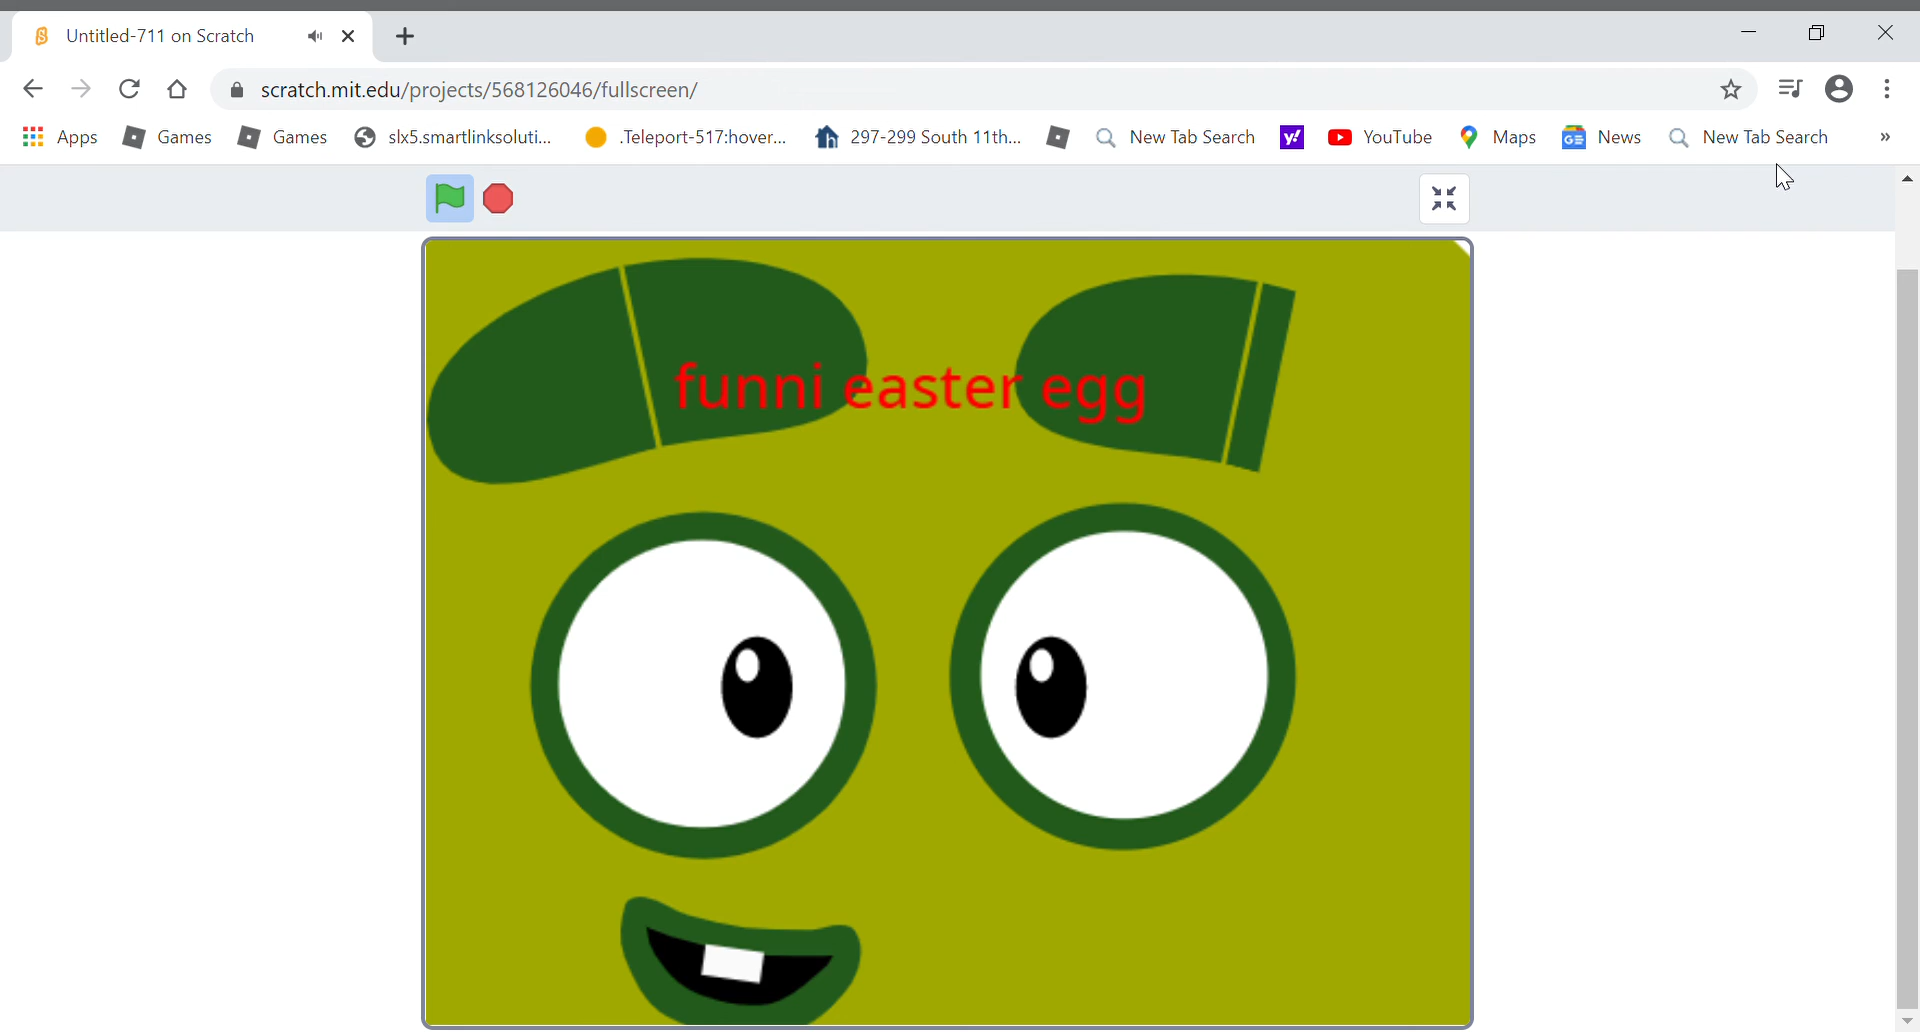 Untitled-711 on Scratch
scratch.mit.edu/projects/568126046/fullscreen/
Apps Games Games slx5.smartlinksoluti... .Teleport-517:hover... 297-299 South 11th... New Tab Search y! YouTube Maps GE News New Tab Search »
funni easter egg